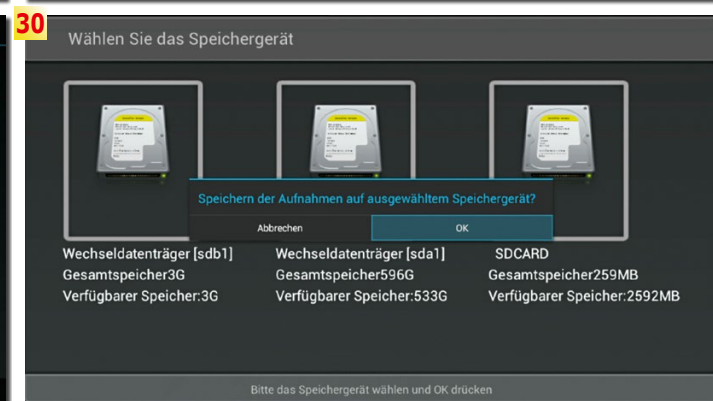 30
Wählen Sie das Speichergerät
Speichern der Aufnahmen auf ausgewähltem Speichergerät?
Abbrechen OK
Wechseldatenträger [sdb1] Wechseldatenträger [sda1] SDCARD
Gesamtspeicher3G Gesamtspeicher596G Gesamtspeicher259MB
Verfügbarer Speicher:3G Verfügbarer Speicher:533G Verfügbarer Speicher:2592MB
Bitte das Speichergerät wählen und OK drücken